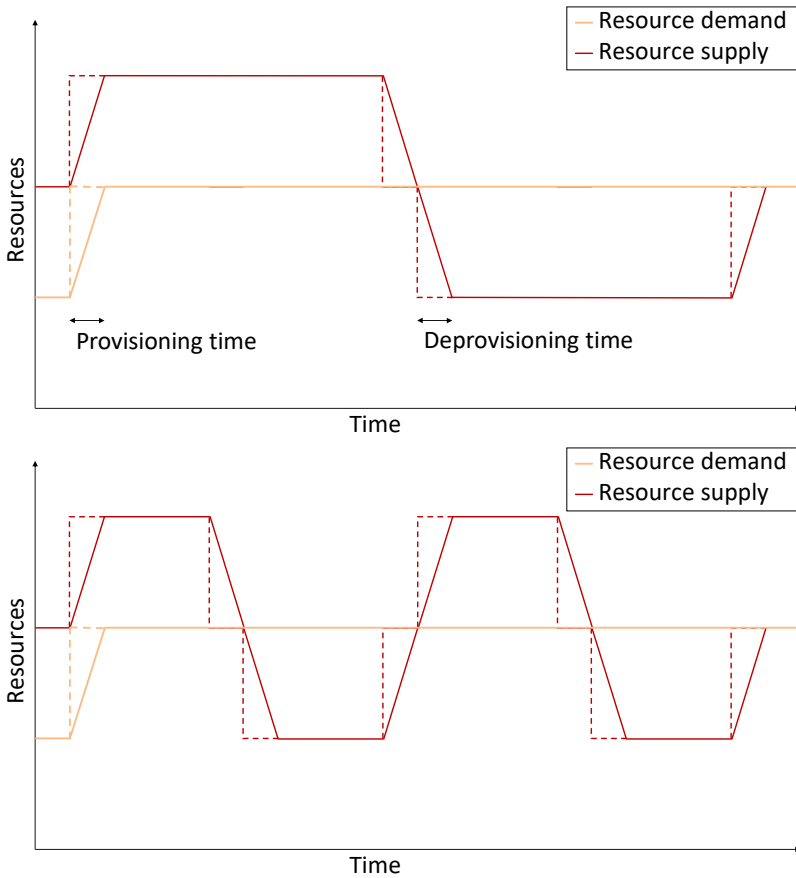 Resource demand
Resource supply
Resources
Provisioning time
Deprovisioning time
Time
Resource demand
Resource supply
Resources
Time